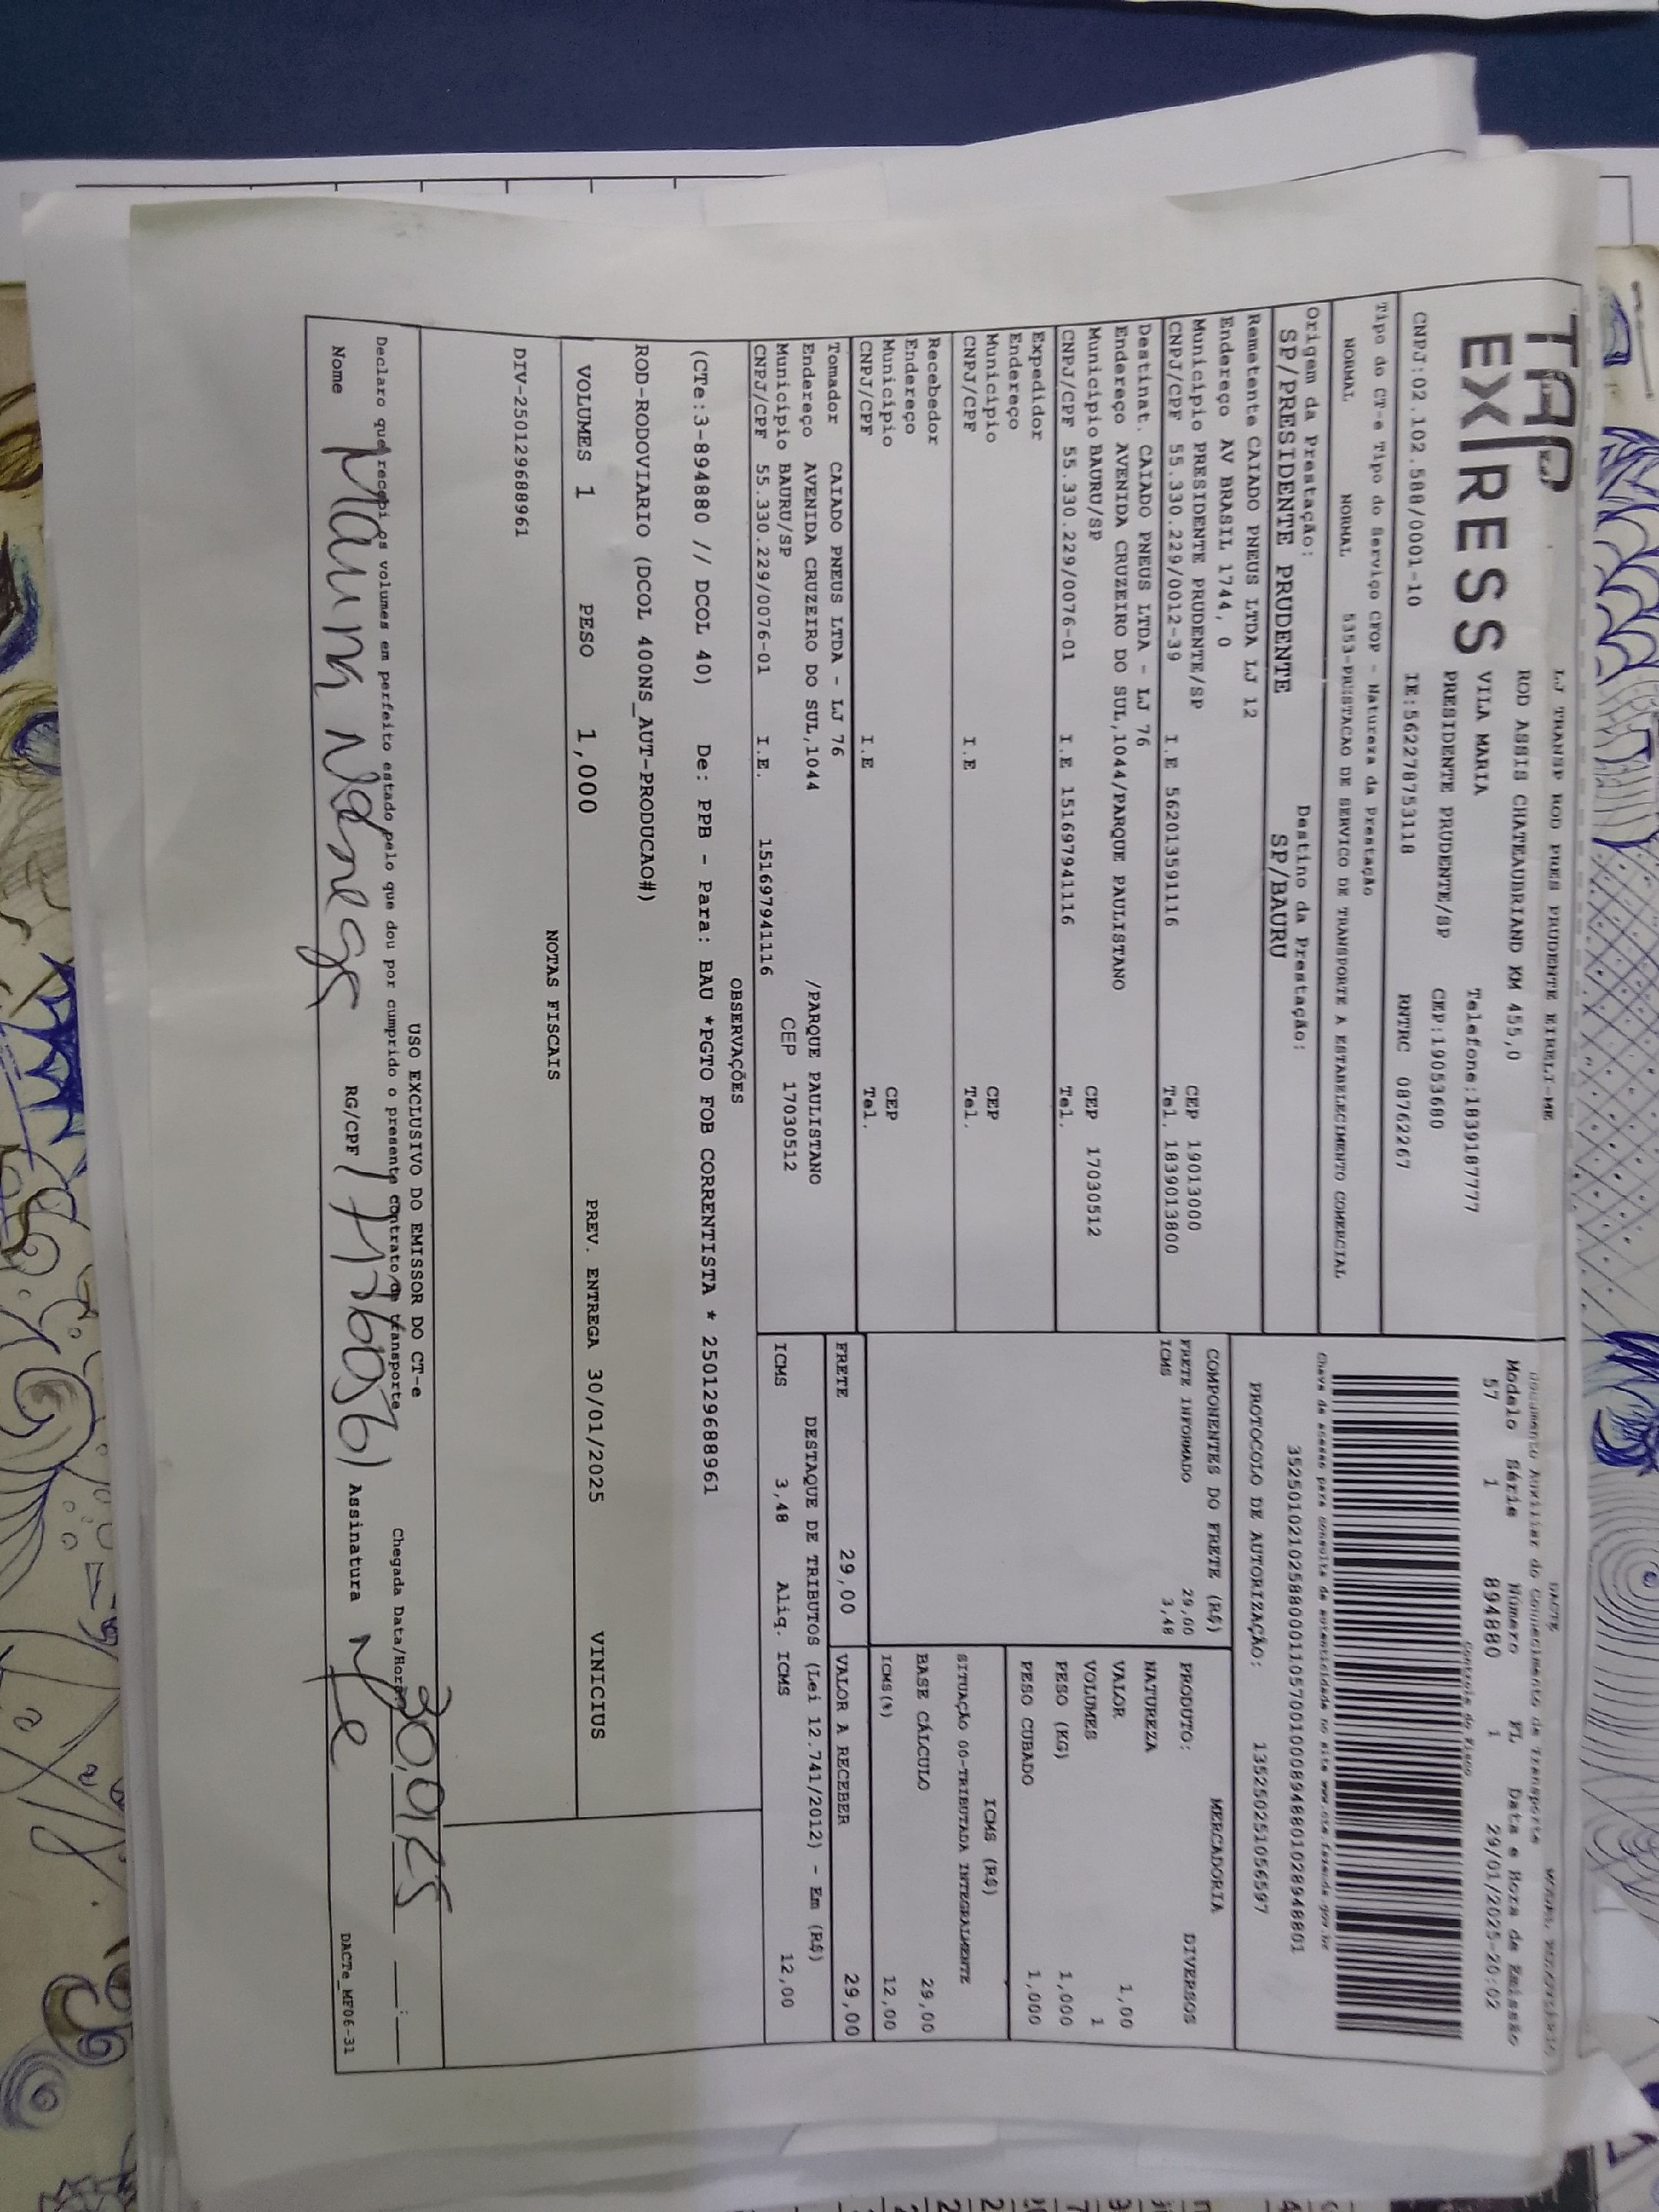 TAP
EXPRESS
LJ TRANSP ROD PRES PRUDENTE EIRELI-ME
ROD ASSIS CHATEAUBRIAND KM 455,0
VILA MARIA Telefone:1839187777
PRESIDENTE PRUDENTE/SP CEP:19053680
CNPJ:02.102.588/0001-10 IE:562278753118 RNTRC 08762267
DACTE
Documento Auxiliar do Conhecimento de Transporte
Modelo Série Número FL Data e Hora de Emissão
57 1 894880 1 29/01/2025-20:02
Controle do Fisco
Chave de acesso para consulta de autenticidade no site www.cte.fazenda.gov.br
35250102102588000110570010008948801028948801
PROTOCOLO DE AUTORIZAÇÃO: 135250251056597
Tipo do CT-e Tipo do Serviço CFOP - Natureza da Prestação
NORMAL NORMAL 5353-PRESTACAO DE SERVICO DE TRANSPORTE A ESTABELECIMENTO COMERCIAL
Origem da Prestação: Destino da Prestação:
SP/PRESIDENTE PRUDENTE SP/BAURU
Remetente CAIADO PNEUS LTDA LJ 12
Endereço AV BRASIL 1744, 0
Município PRESIDENTE PRUDENTE/SP CEP 19013000
CNPJ/CPF 55.330.229/0012-39 I.E 562013591116 Tel. 1839013800
Destinat. CAIADO PNEUS LTDA - LJ 76
Endereço AVENIDA CRUZEIRO DO SUL,1044/PARQUE PAULISTANO
Município BAURU/SP CEP 17030512
CNPJ/CPF 55.330.229/0076-01 I.E 151697941116 Tel.
Expedidor
Endereço
Município CEP
CNPJ/CPF I.E Tel.
Recebedor
Endereço
Município CEP
CNPJ/CPF I.E Tel.
Tomador CAIADO PNEUS LTDA - LJ 76
Endereço AVENIDA CRUZEIRO DO SUL,1044 /PARQUE PAULISTANO
Município BAURU/SP CEP 17030512
CNPJ/CPF 55.330.229/0076-01 I.E. 151697941116
COMPONENTES DO FRETE (R$)
FRETE INFORMADO 29,00
ICMS 3,48
MERCADORIA
PRODUTO: DIVERSOS
NATUREZA
VALOR 1,00
VOLUMES 1
PESO (KG) 1,000
PESO CUBADO 1,000
ICMS (R$)
SITUAÇÃO 00-TRIBUTADA INTEGRALMENTE
BASE CÁLCULO 29,00
ICMS(%) 12,00
FRETE 29,00 VALOR A RECEBER 29,00
DESTAQUE DE TRIBUTOS (Lei 12.741/2012) - Em (R$)
ICMS 3,48 Aliq. ICMS 12,00
OBSERVAÇÕES
(CTe:3-894880 // DCOL 40) De: PPB - Para: BAU *PGTO FOB CORRENTISTA * 250129688961
ROD-RODOVIARIO (DCOL 400NS_AUT-PRODUCAO#)
VOLUMES 1 PESO 1,000 PREV. ENTREGA 30/01/2025 VINICIUS
NOTAS FISCAIS
DIV-250129688961
USO EXCLUSIVO DO EMISSOR DO CT-e
Declaro que recebi os volumes em perfeito estado pelo que dou por cumprido o presente contrato de transporte Chegada Data/Hora 30,01,25 :
Nome RG/CPF Assinatura
DACTe_MF06-31